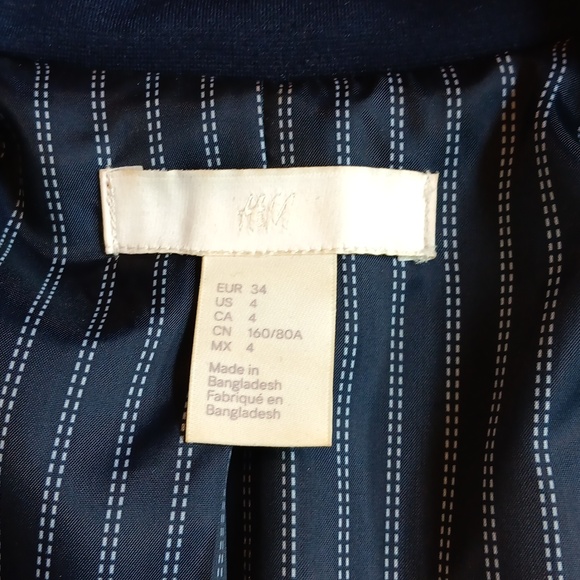 H&M
EUR 34
US 4
CA 4
CN 160/80A
MX 4
Made in
Bangladesh
Fabriqué en
Bangladesh